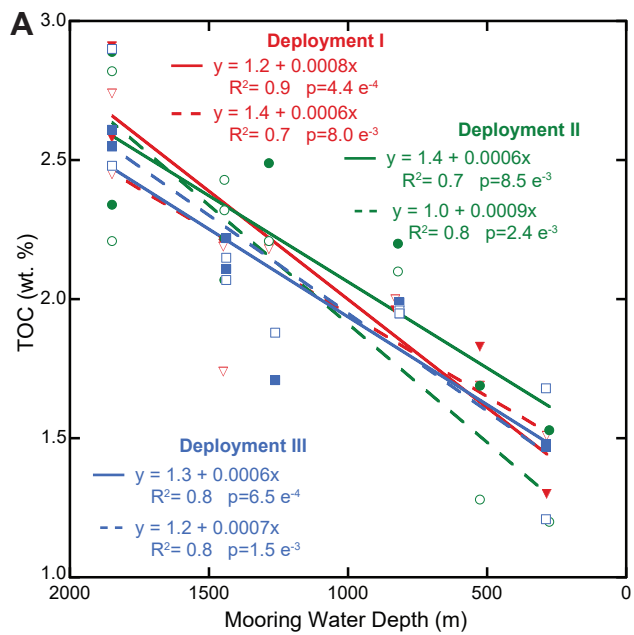 A
Deployment I
y = 1.2 + 0.0008x
R²= 0.9 p=4.4 e⁻⁴
y = 1.4 + 0.0006x
R²= 0.7 p=8.0 e⁻³
Deployment II
y = 1.4 + 0.0006x
R²= 0.7 p=8.5 e⁻³
y = 1.0 + 0.0009x
R²= 0.8 p=2.4 e⁻³
Deployment III
y = 1.3 + 0.0006x
R²= 0.8 p=6.5 e⁻⁴
y = 1.2 + 0.0007x
R²= 0.8 p=1.5 e⁻³
TOC (wt. %)
3.0
2.5
2.0
1.5
1.0
2000 1500 1000 500 0
Mooring Water Depth (m)